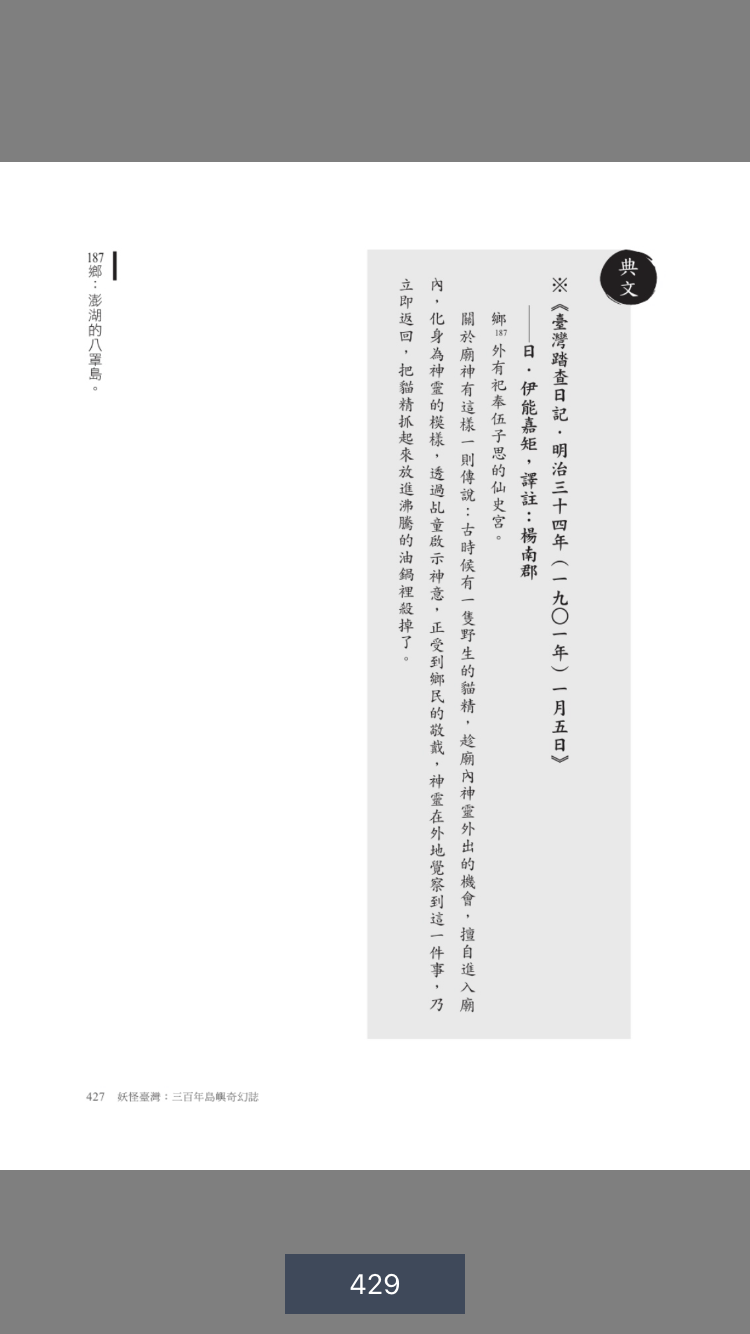 典文
※《臺灣踏查日記．明治三十四年（一九〇一年）一月五日》
——日．伊能嘉矩，譯註：楊南郡
鄉187外有祀奉伍子思的仙史宮。
關於廟神有這樣一則傳說：古時候有一隻野生的貓精，趁廟內神靈外出的機會，擅自進入廟
內，化身為神靈的模樣，透過乩童啟示神意，正受到鄉民的敬戴，神靈在外地覺察到這一件事，乃
立即返回，把貓精抓起來放進沸騰的油鍋裡殺掉了。
187鄉：澎湖的八罩島。
427 妖怪臺灣：三百年島嶼奇幻誌
429